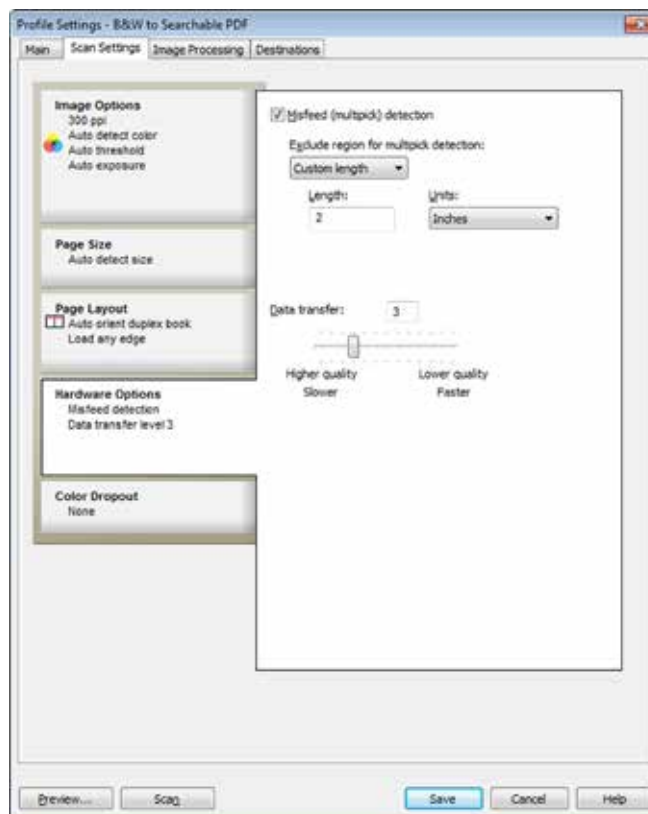 Profile Settings - B&W to Searchable PDF
Main Scan Settings Image Processing Destinations
Image Options
300 ppi
Auto detect color
Auto threshold
Auto exposure
Page Size
Auto detect size
Page Layout
Auto orient duplex book
Load any edge
Hardware Options
Misfeed detection
Data transfer level 3
Color Dropout
None
Misfeed (multipick) detection
Exclude region for multipick detection:
Custom length
Length: Units:
2 Inches
Data transfer: 3
Higher quality Lower quality
Slower Faster
Preview... Scan Save Cancel Help